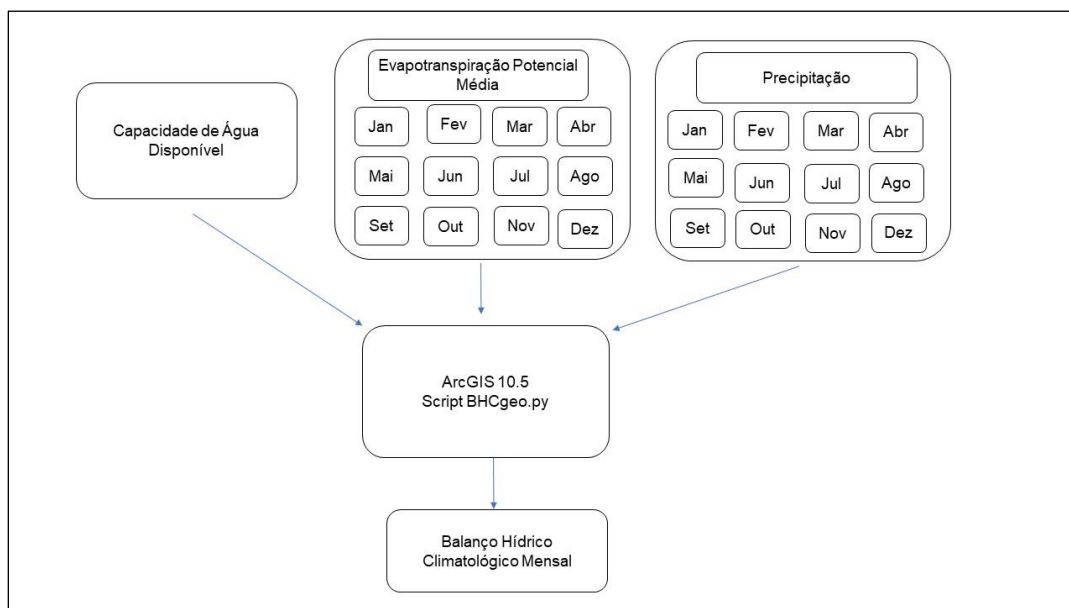 Capacidade de Água
Disponível
Evapotranspiração Potencial
Média
Jan
Fev
Mar
Abr
Mai
Jun
Jul
Ago
Set
Out
Nov
Dez
Precipitação
Jan
Fev
Mar
Abr
Mai
Jun
Jul
Ago
Set
Out
Nov
Dez
ArcGIS 10.5
Script BHCgeo.py
Balanço Hídrico
Climatológico Mensal